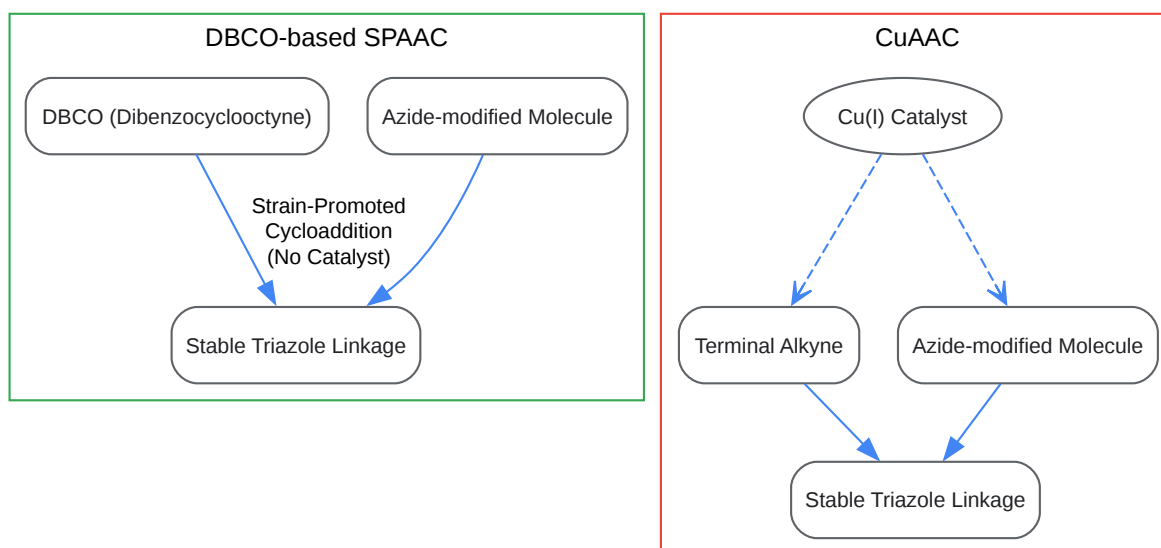 DBCO-based SPAAC
DBCO (Dibenzocyclooctyne)
Azide-modified Molecule
Strain-Promoted
Cycloaddition
(No Catalyst)
Stable Triazole Linkage
CuAAC
Cu(I) Catalyst
Terminal Alkyne
Azide-modified Molecule
Stable Triazole Linkage